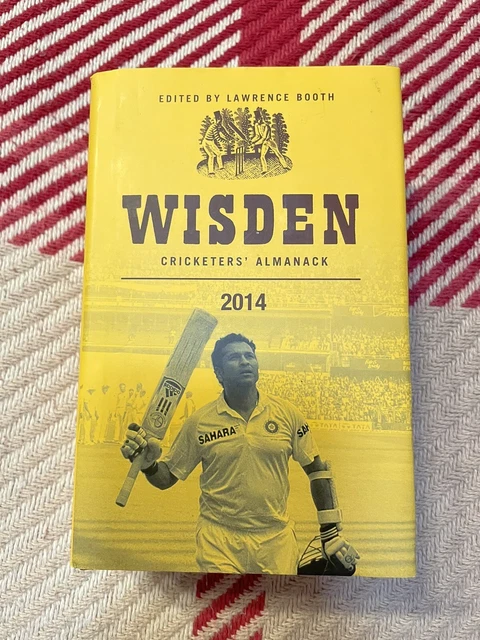 EDITED BY LAWRENCE BOOTH
WISDEN
CRICKETERS' ALMANACK
2014
SAHARA
SA